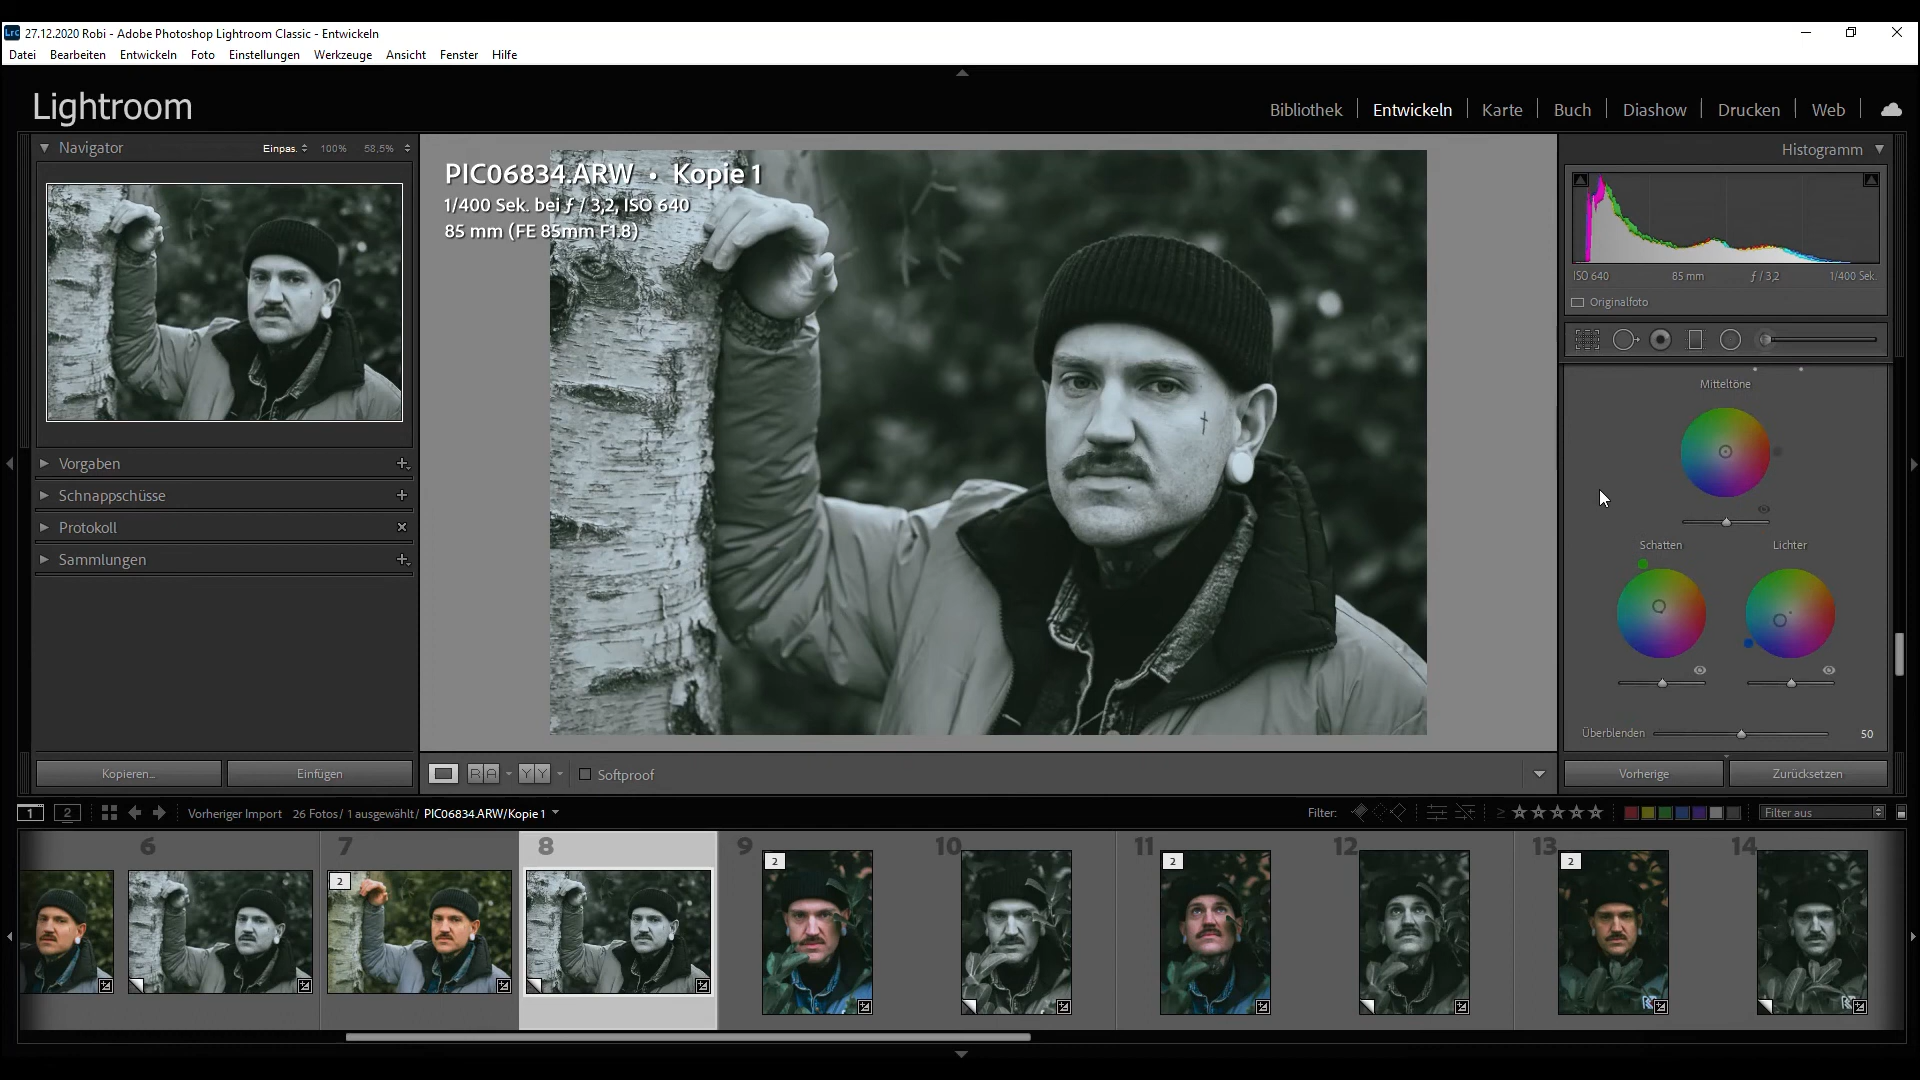 LrC 27.12.2020 Robi - Adobe Photoshop Lightroom Classic - Entwickeln
Datei Bearbeiten Entwickeln Foto Einstellungen Werkzeuge Ansicht Fenster Hilfe
Lightroom
Bibliothek Entwickeln Karte Buch Diashow Drucken Web
Navigator Einpas. 100% 58,5%
Vorgaben
Schnappschüsse
Protokoll
Sammlungen
Kopieren... Einfügen
PIC06834.ARW • Kopie 1
1/400 Sek. bei ƒ / 3,2, ISO 640
85 mm (FE 85mm F1.8)
RA YY Softproof
Histogramm
ISO 640 85 mm ƒ / 3,2 1/400 Sek.
Originalfoto
Mitteltöne
Schatten Lichter
Überblenden 50
Vorherige Zurücksetzen
1 2 Vorheriger Import 26 Fotos/ 1 ausgewählt/ PIC06834.ARW/Kopie 1 Filter: ≥ Filter aus
6 7 8 9 10 11 12 13 14
2 2 2 2